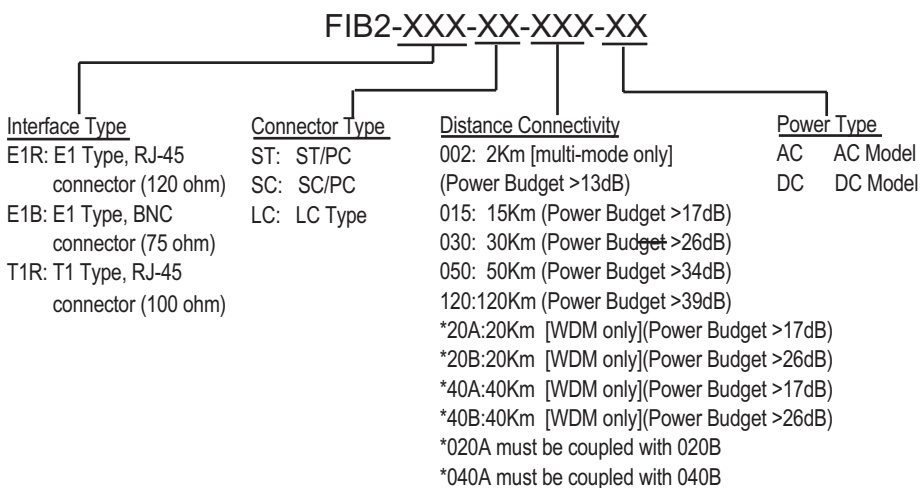 FIB2-XXX-XX-XXX-XX
Interface Type
E1R: E1 Type, RJ-45
connector (120 ohm)
E1B: E1 Type, BNC
connector (75 ohm)
T1R: T1 Type, RJ-45
connector (100 ohm)
Connector Type
ST: ST/PC
SC: SC/PC
LC: LC Type
Distance Connectivity
002: 2Km [multi-mode only]
(Power Budget >13dB)
015: 15Km (Power Budget >17dB)
030: 30Km (Power Budget >26dB)
050: 50Km (Power Budget >34dB)
120:120Km (Power Budget >39dB)
*20A:20Km [WDM only](Power Budget >17dB)
*20B:20Km [WDM only](Power Budget >26dB)
*40A:40Km [WDM only](Power Budget >17dB)
*40B:40Km [WDM only](Power Budget >26dB)
*020A must be coupled with 020B
*040A must be coupled with 040B
Power Type
AC AC Model
DC DC Model